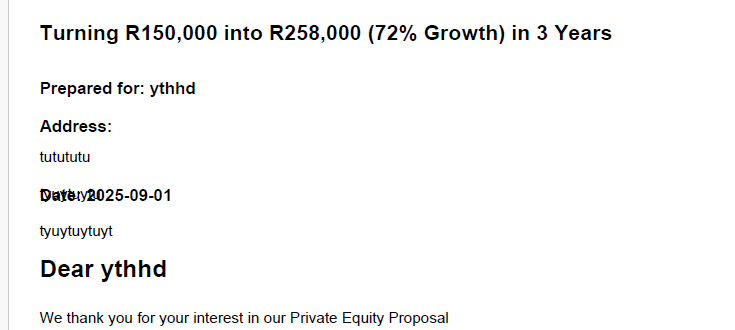 Turning R150,000 into R258,000 (72% Growth) in 3 Years
Prepared for: ythhd
Address:
tutututu
Date: 2025-09-01
tyuytuytuyt
Dear ythhd
We thank you for your interest in our Private Equity Proposal